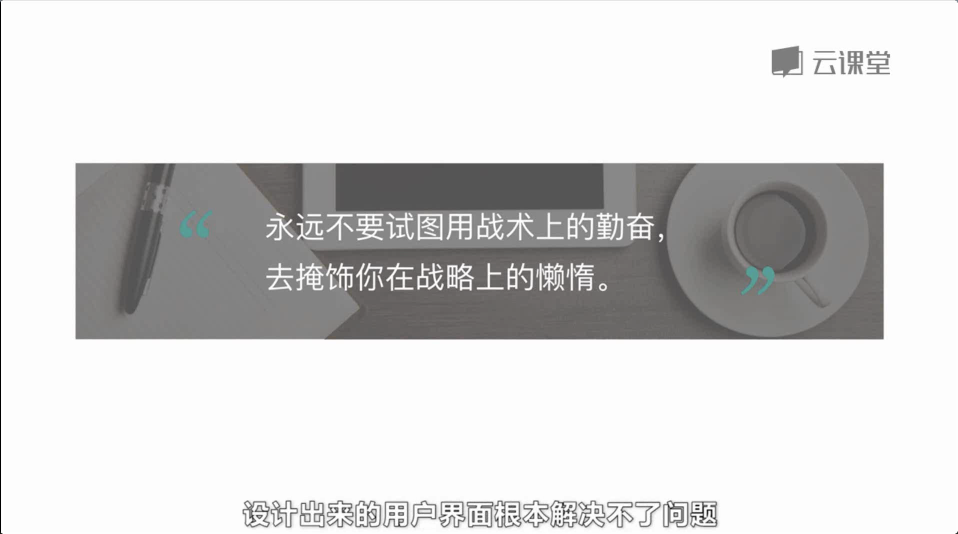 云课堂
“永远不要试图用战术上的勤奋，
去掩饰你在战略上的懒惰。”
设计出来的用户界面根本解决不了问题